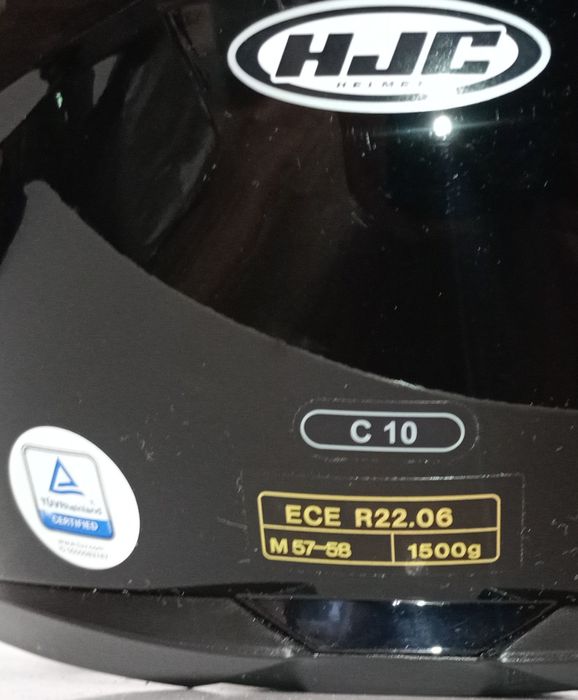 HJC
HELMET
C 10
TÜVRheinland
CERTIFIED
ECE R22.06
M 57-58
1500g